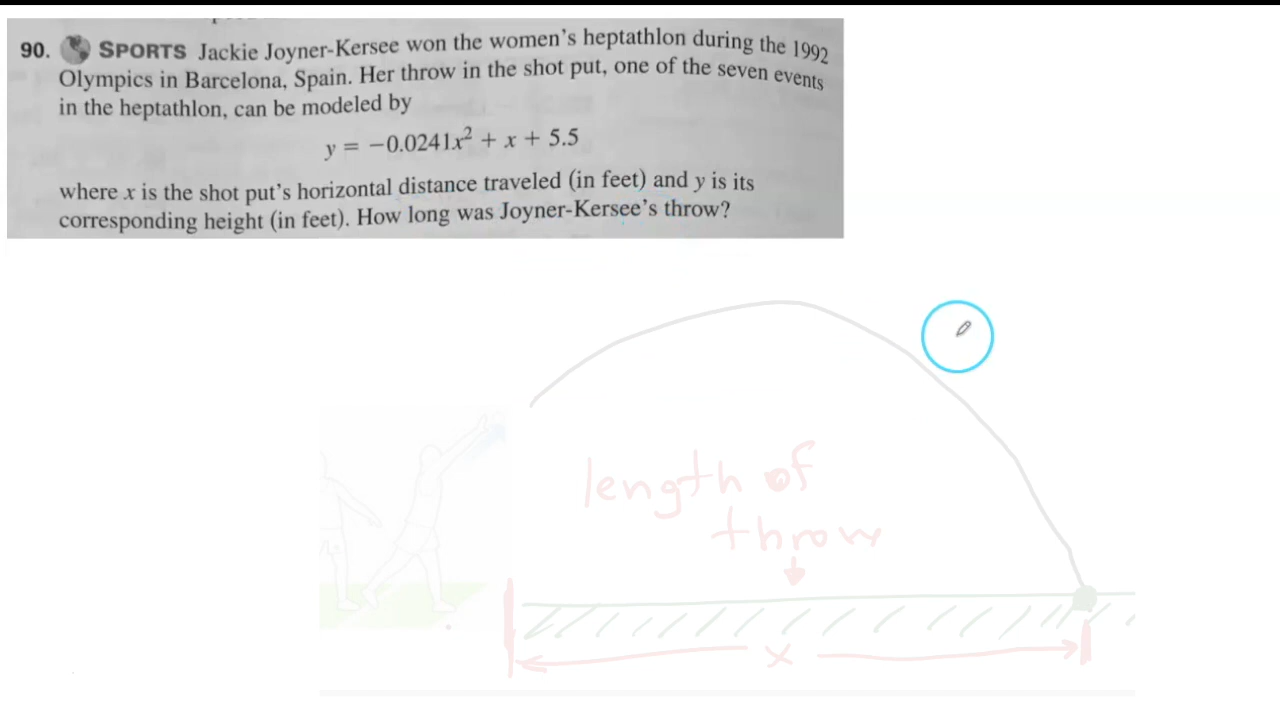 90. SPORTS Jackie Joyner-Kersee won the women's heptathlon during the 1992
Olympics in Barcelona, Spain. Her throw in the shot put, one of the seven events
in the heptathlon, can be modeled by
y = −0.0241x² + x + 5.5
where x is the shot put's horizontal distance traveled (in feet) and y is its
corresponding height (in feet). How long was Joyner-Kersee's throw?
length of
throw
x